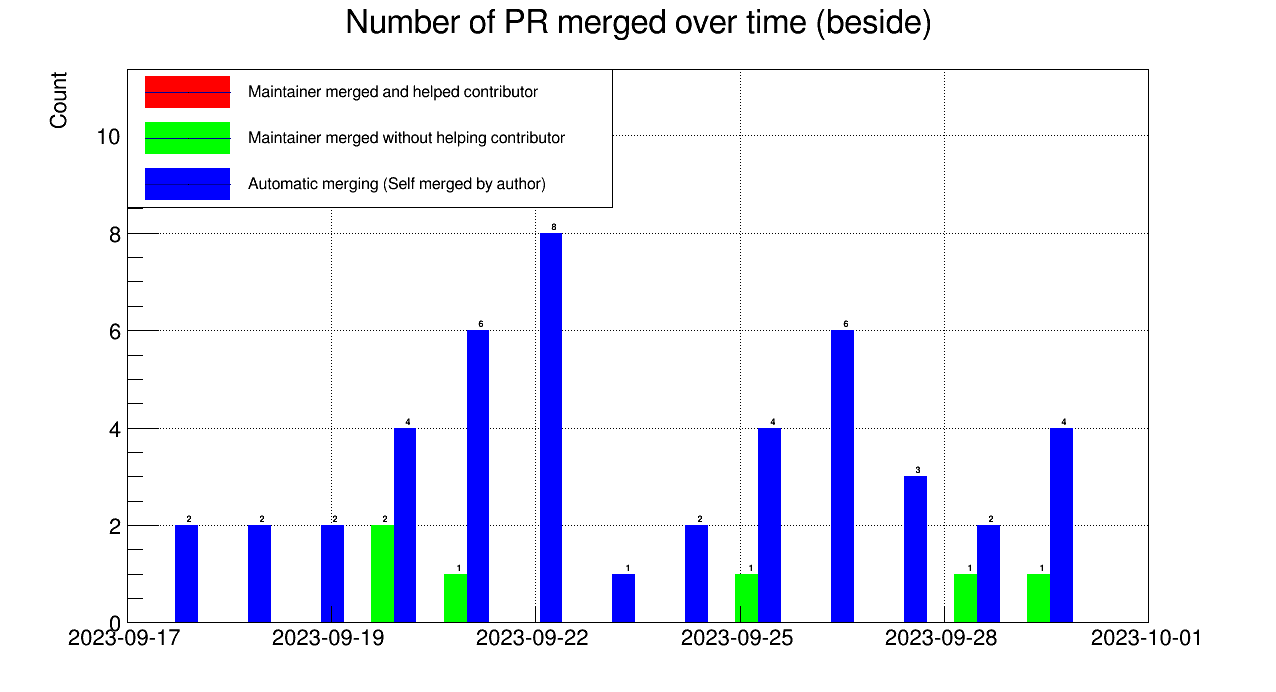 Number of PR merged over time (beside)
Count
Maintainer merged and helped contributor
Maintainer merged without helping contributor
Automatic merging (Self merged by author)
10
8
6
4
2
0
2 2 2 2 4 1 6 8 1 2 1 4 6 3 1 2 1 4
2023-09-17 2023-09-19 2023-09-22 2023-09-25 2023-09-28 2023-10-01